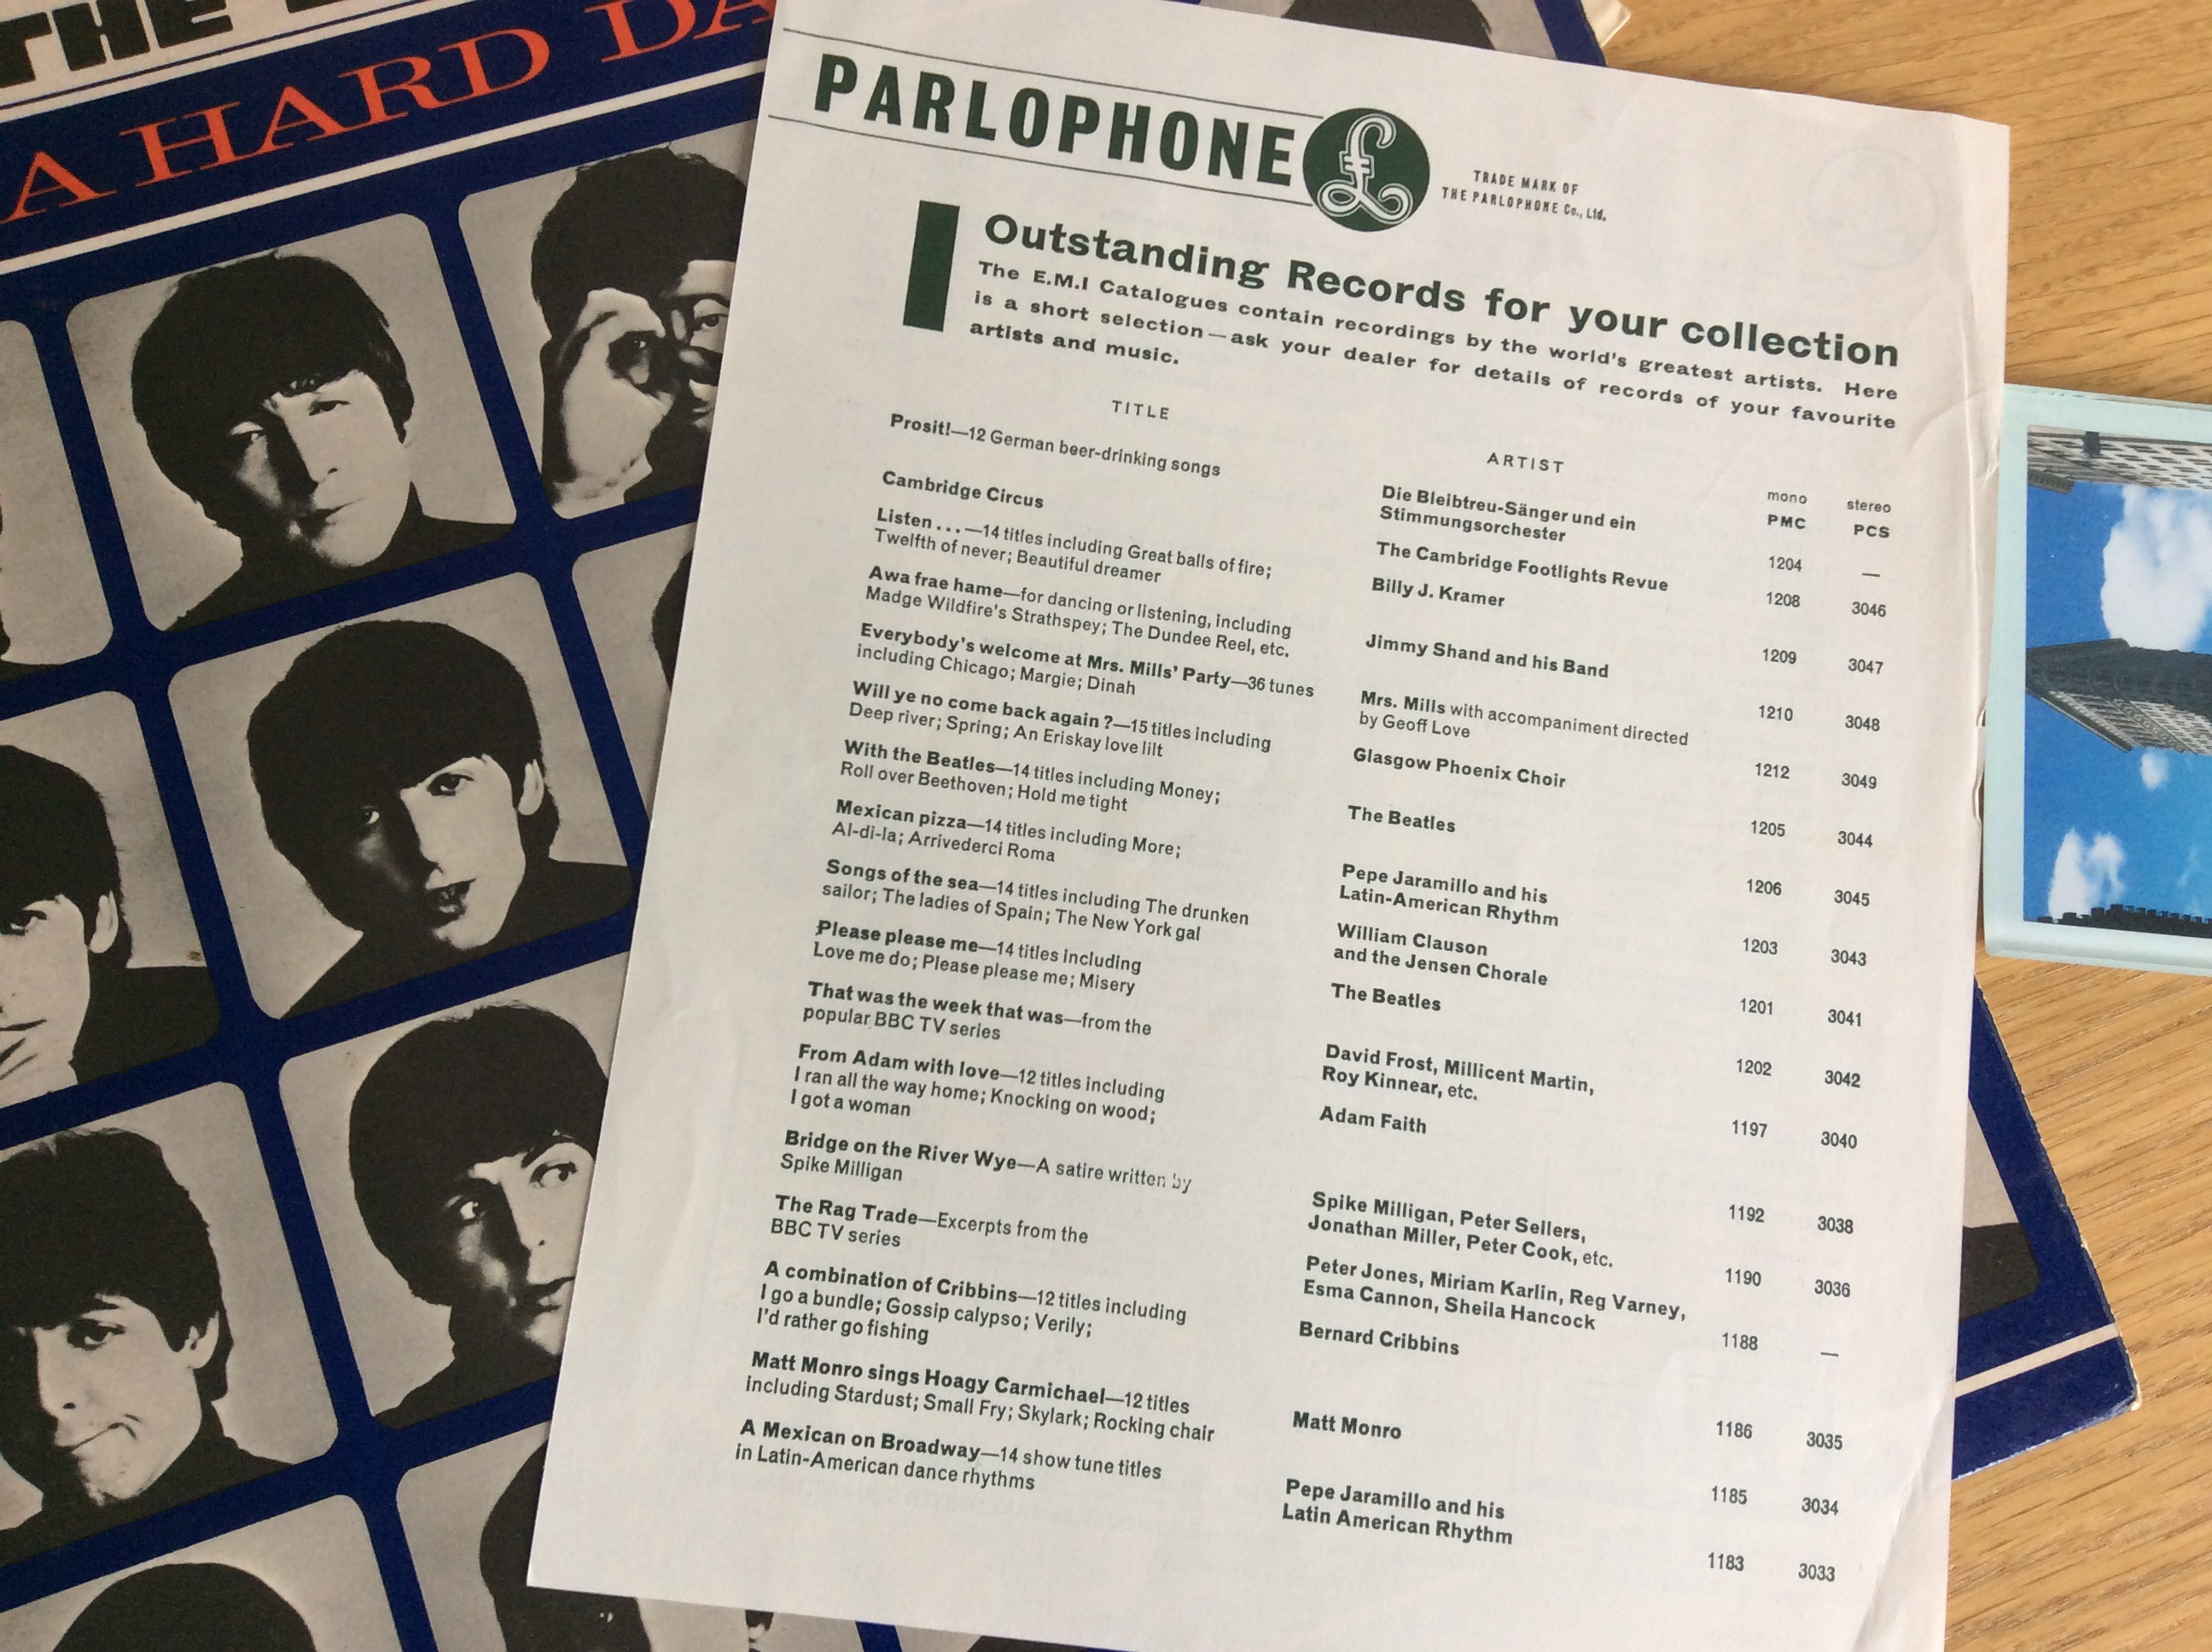 THE
A HARD DA
PARLOPHONE
£
TRADE MARK OF
THE PARLOPHONE Co., Ltd.
Outstanding Records for your collection
The E.M.I Catalogues contain recordings by the world's greatest artists. Here
is a short selection—ask your dealer for details of records of your favourite
artists and music.
TITLE ARTIST mono stereo
PMC PCS
Prosit!—12 German beer-drinking songs Die Bleibtreu-Sänger und ein
Stimmungsorchester 1204 —
Cambridge Circus The Cambridge Footlights Revue 1208 3046
Listen...—14 titles including Great balls of fire; Billy J. Kramer 1209 3047
Twelfth of never; Beautiful dreamer
Awa frae hame—for dancing or listening, including Jimmy Shand and his Band 1210 3048
Madge Wildfire's Strathspey; The Dundee Reel, etc.
Everybody's welcome at Mrs. Mills' Party—36 tunes Mrs. Mills with accompaniment directed 1212 3049
including Chicago; Margie; Dinah by Geoff Love
Will ye no come back again?—15 titles including Glasgow Phoenix Choir 1205 3044
Deep river; Spring; An Eriskay love lilt
With the Beatles—14 titles including Money; The Beatles 1206 3045
Roll over Beethoven; Hold me tight
Mexican pizza—14 titles including More; Pepe Jaramillo and his 1203 3043
Al-di-la; Arrivederci Roma Latin-American Rhythm
Songs of the sea—14 titles including The drunken William Clauson 1201 3041
sailor; The ladies of Spain; The New York gal and the Jensen Chorale
Please please me—14 titles including The Beatles 1202 3042
Love me do; Please please me; Misery
That was the week that was—from the David Frost, Millicent Martin, 1197 3040
popular BBC TV series Roy Kinnear, etc.
From Adam with love—12 titles including Adam Faith 1192 3038
I ran all the way home; Knocking on wood;
I got a woman
Bridge on the River Wye—A satire written by Spike Milligan, Peter Sellers, 1190 3036
Spike Milligan Jonathan Miller, Peter Cook, etc.
The Rag Trade—Excerpts from the Peter Jones, Miriam Karlin, Reg Varney, 1188 —
BBC TV series Esma Cannon, Sheila Hancock
A combination of Cribbins—12 titles including Bernard Cribbins 1186 3035
I go a bundle; Gossip calypso; Verily;
I'd rather go fishing
Matt Monro sings Hoagy Carmichael—12 titles Matt Monro 1185 3034
including Stardust; Small Fry; Skylark; Rocking chair
A Mexican on Broadway—14 show tune titles Pepe Jaramillo and his 1183 3033
in Latin-American dance rhythms Latin American Rhythm